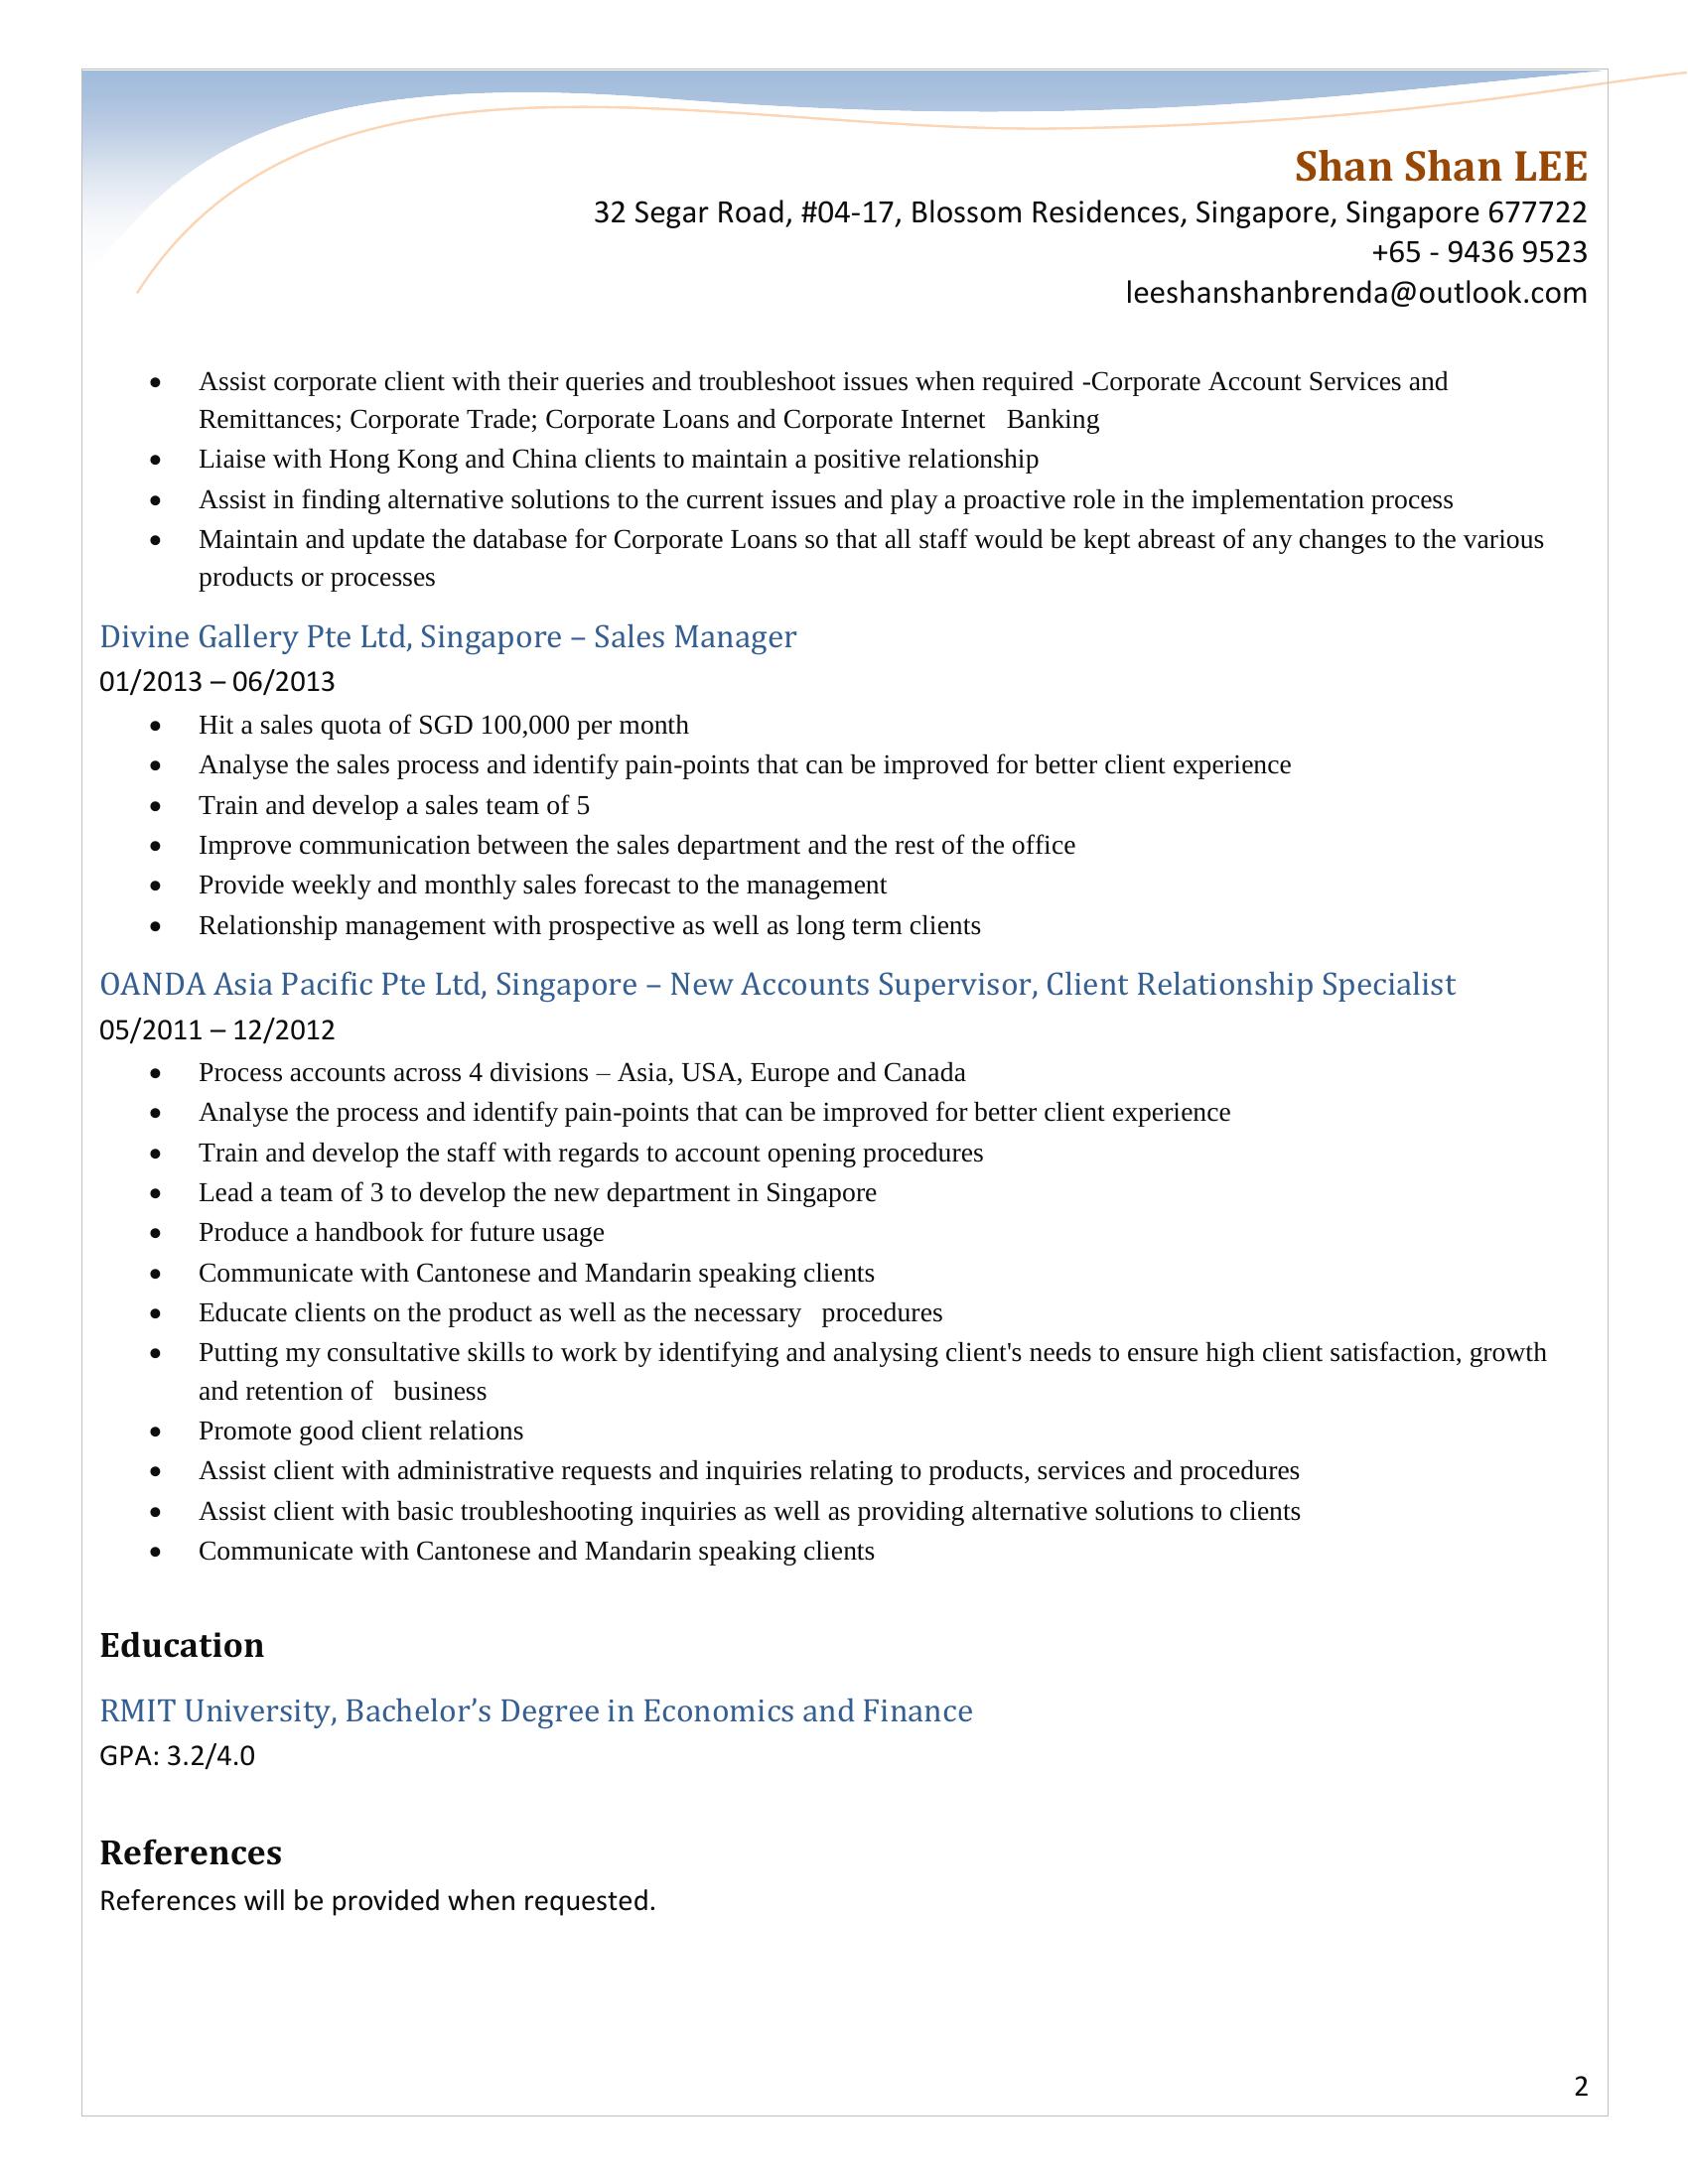 Shan Shan LEE
32 Segar Road, #04-17, Blossom Residences, Singapore, Singapore 677722
+65 - 9436 9523
leeshanshanbrenda@outlook.com
• Assist corporate client with their queries and troubleshoot issues when required -Corporate Account Services and
Remittances; Corporate Trade; Corporate Loans and Corporate Internet   Banking
• Liaise with Hong Kong and China clients to maintain a positive relationship
• Assist in finding alternative solutions to the current issues and play a proactive role in the implementation process
• Maintain and update the database for Corporate Loans so that all staff would be kept abreast of any changes to the various
products or processes
Divine Gallery Pte Ltd, Singapore – Sales Manager
01/2013 – 06/2013
• Hit a sales quota of SGD 100,000 per month
• Analyse the sales process and identify pain-points that can be improved for better client experience
• Train and develop a sales team of 5
• Improve communication between the sales department and the rest of the office
• Provide weekly and monthly sales forecast to the management
• Relationship management with prospective as well as long term clients
OANDA Asia Pacific Pte Ltd, Singapore – New Accounts Supervisor, Client Relationship Specialist
05/2011 – 12/2012
• Process accounts across 4 divisions – Asia, USA, Europe and Canada
• Analyse the process and identify pain-points that can be improved for better client experience
• Train and develop the staff with regards to account opening procedures
• Lead a team of 3 to develop the new department in Singapore
• Produce a handbook for future usage
• Communicate with Cantonese and Mandarin speaking clients
• Educate clients on the product as well as the necessary   procedures
• Putting my consultative skills to work by identifying and analysing client's needs to ensure high client satisfaction, growth
and retention of   business
• Promote good client relations
• Assist client with administrative requests and inquiries relating to products, services and procedures
• Assist client with basic troubleshooting inquiries as well as providing alternative solutions to clients
• Communicate with Cantonese and Mandarin speaking clients
Education
RMIT University, Bachelor’s Degree in Economics and Finance
GPA: 3.2/4.0
References
References will be provided when requested.
2